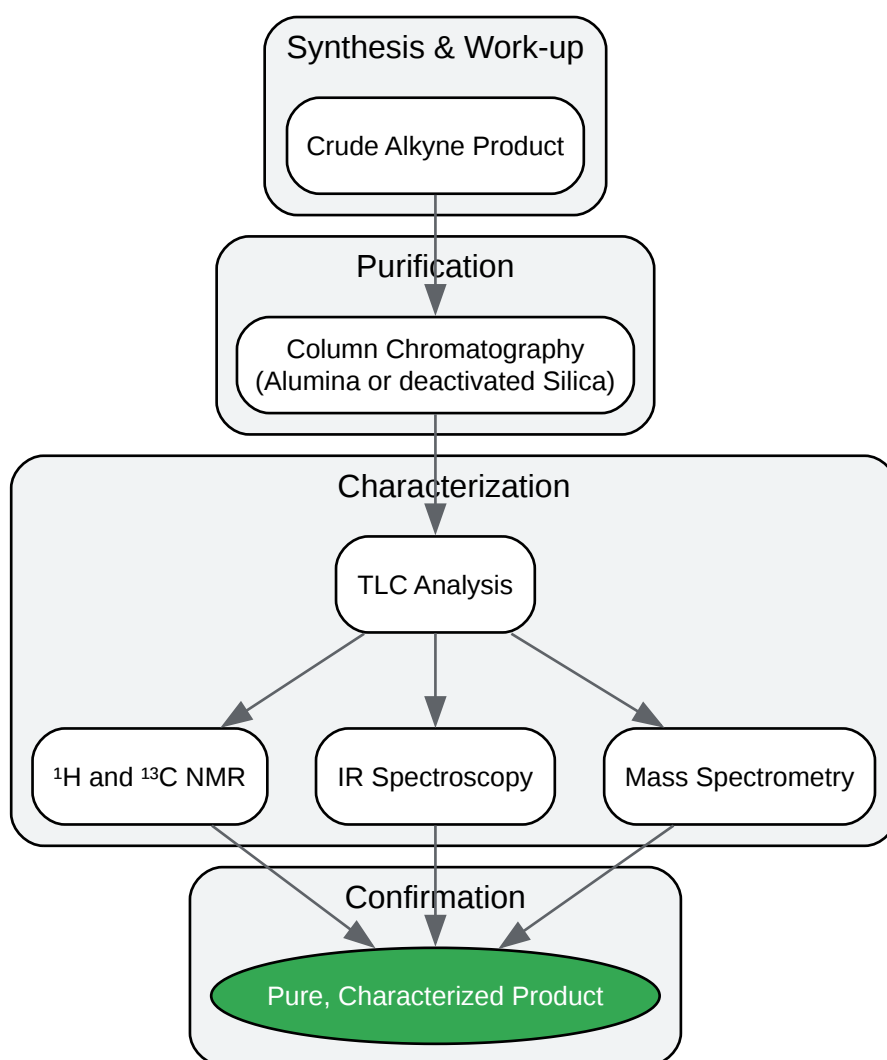 Synthesis & Work-up
Crude Alkyne Product
Purification
Column Chromatography
(Alumina or deactivated Silica)
Characterization
TLC Analysis
¹H and ¹³C NMR
IR Spectroscopy
Mass Spectrometry
Confirmation
Pure, Characterized Product